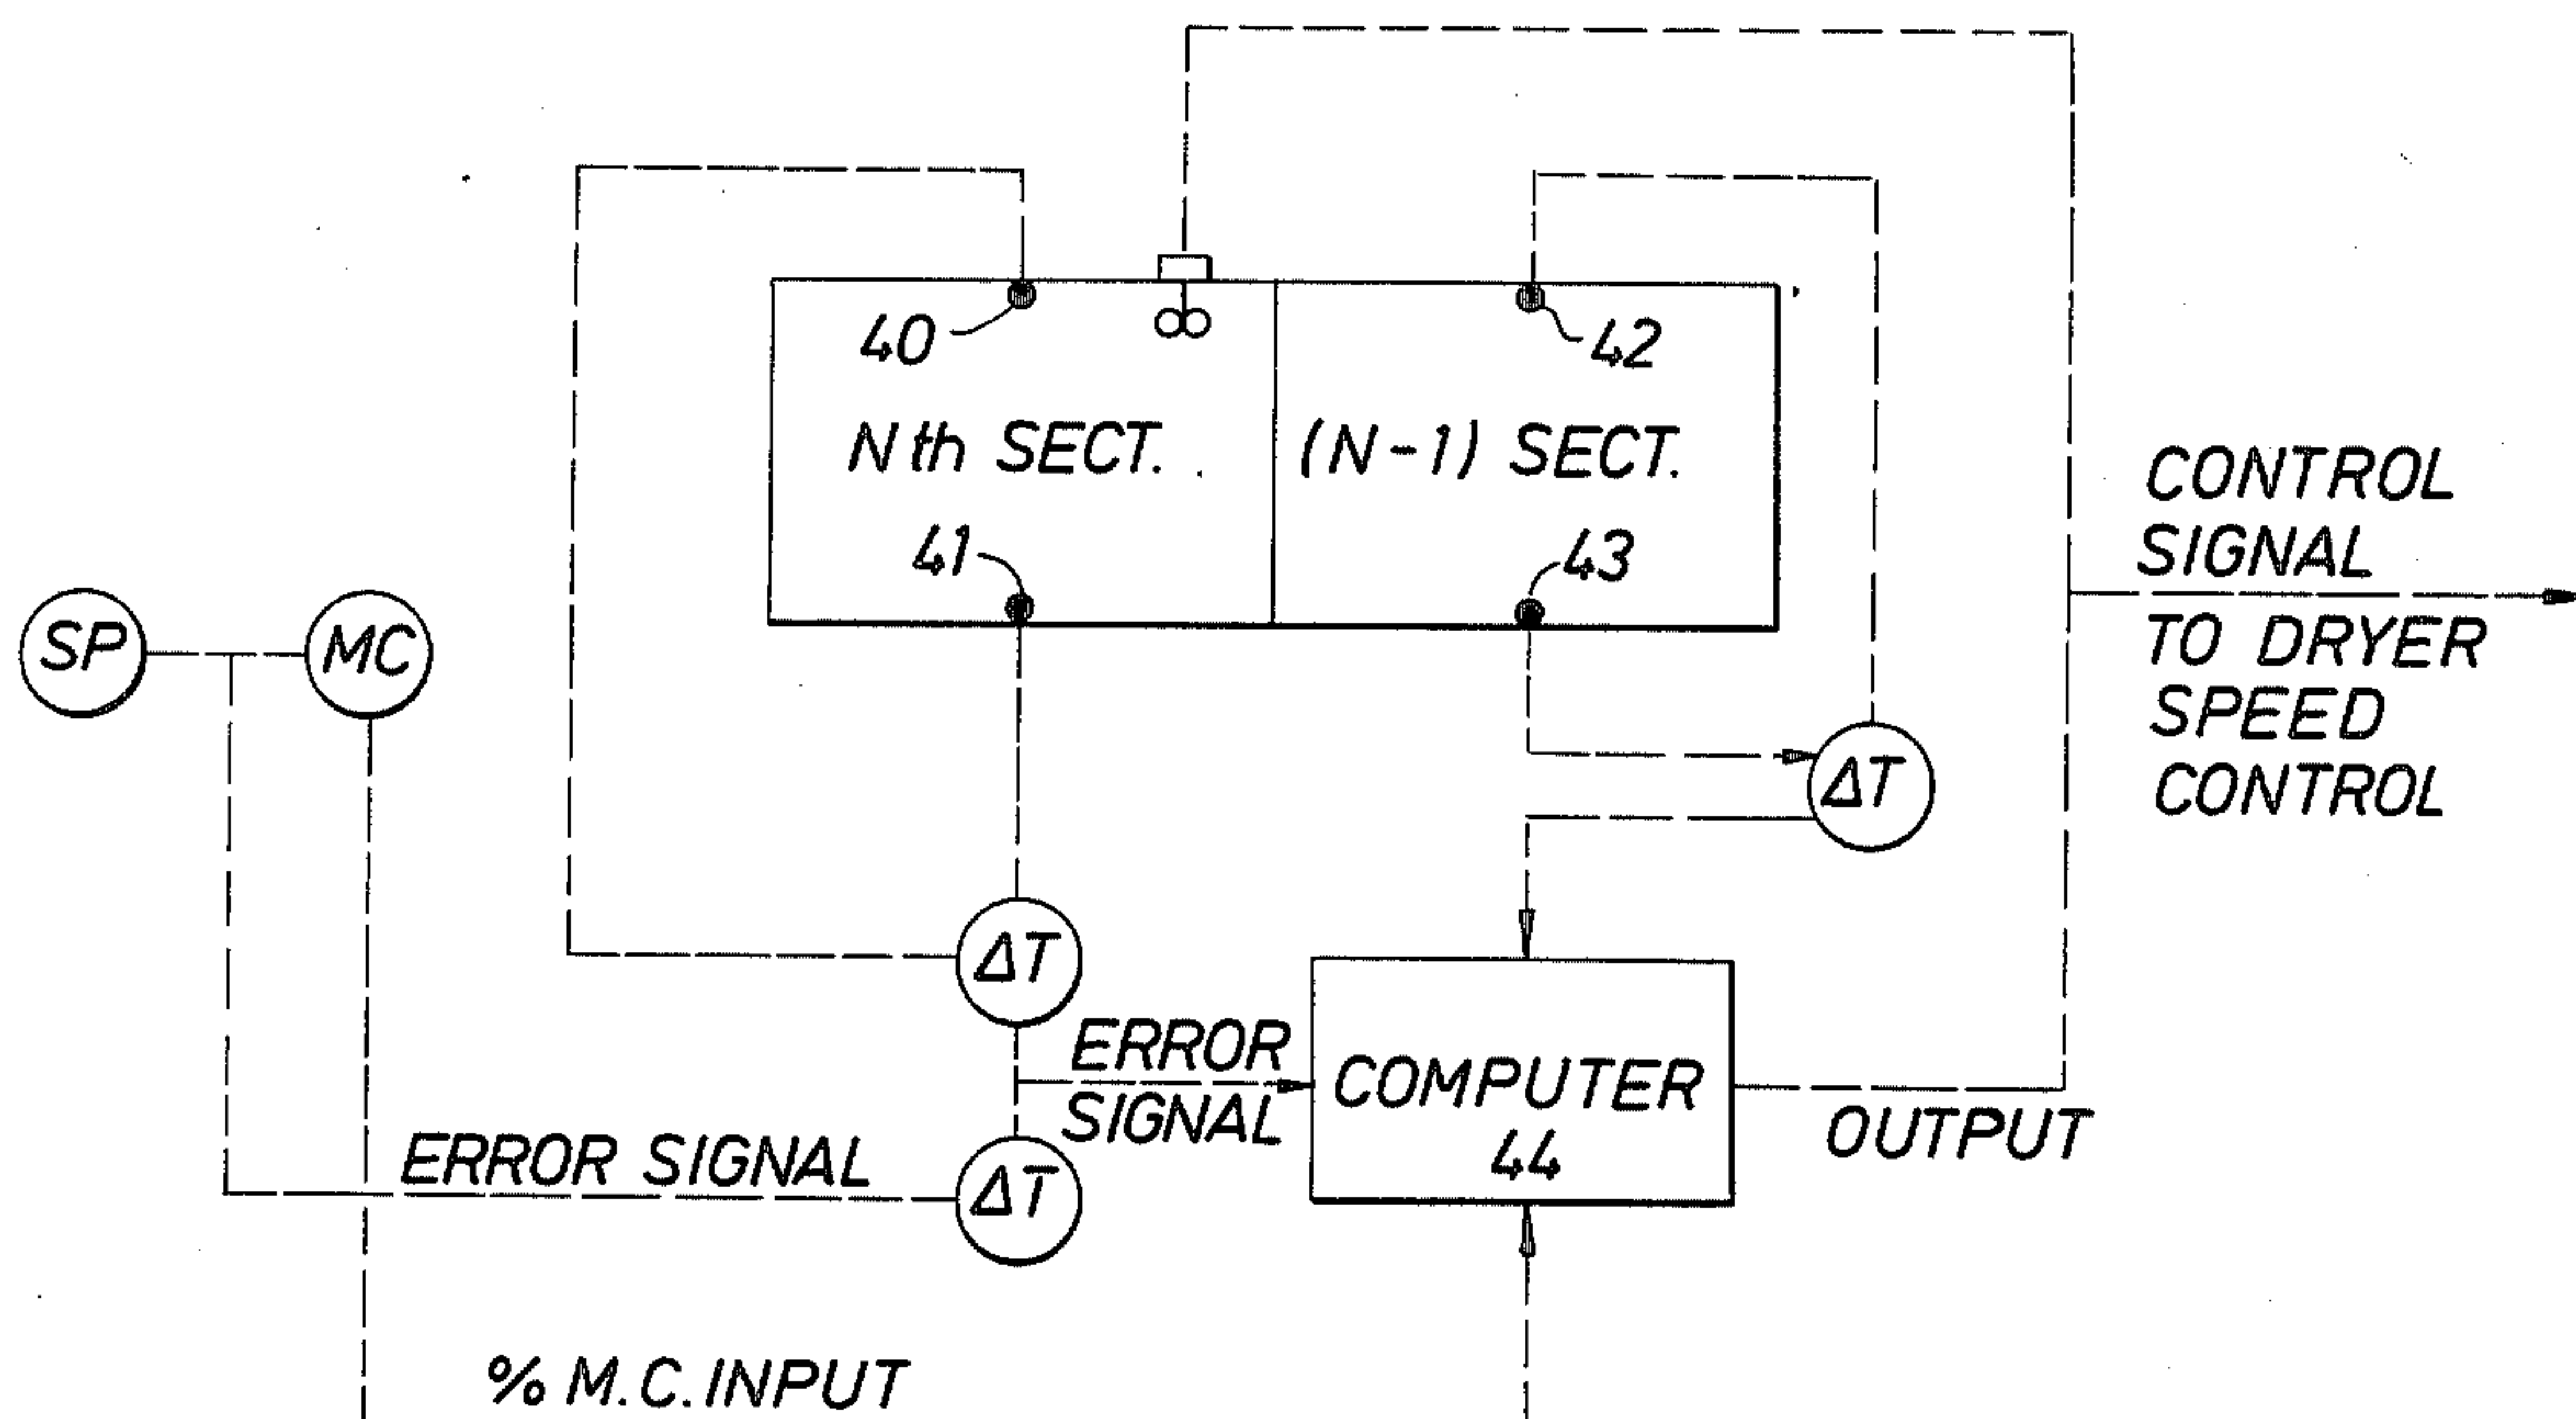 40
42
Nth SECT.
(N-1) SECT.
41
43
SP
MC
CONTROL
SIGNAL
TO DRYER
SPEED
CONTROL
ΔT
ΔT
ERROR
SIGNAL
COMPUTER
44
OUTPUT
ERROR SIGNAL
ΔT
% M.C. INPUT